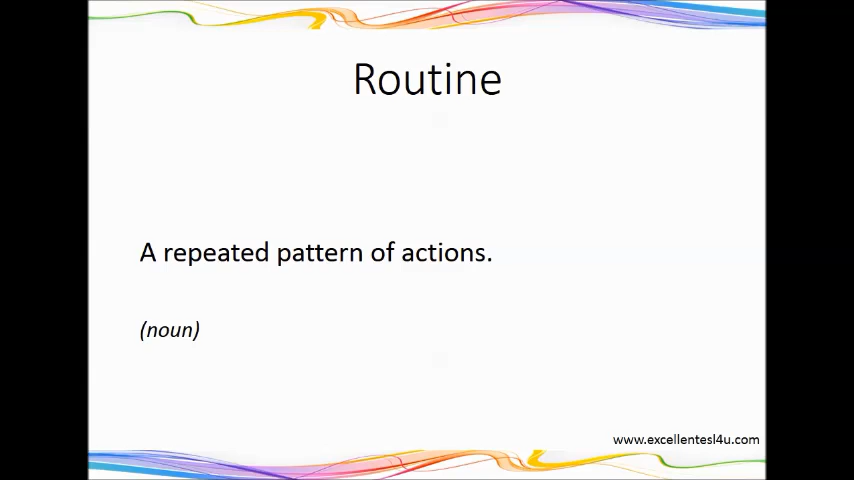 Routine
A repeated pattern of actions.
(noun)
www.excellentesl4u.com